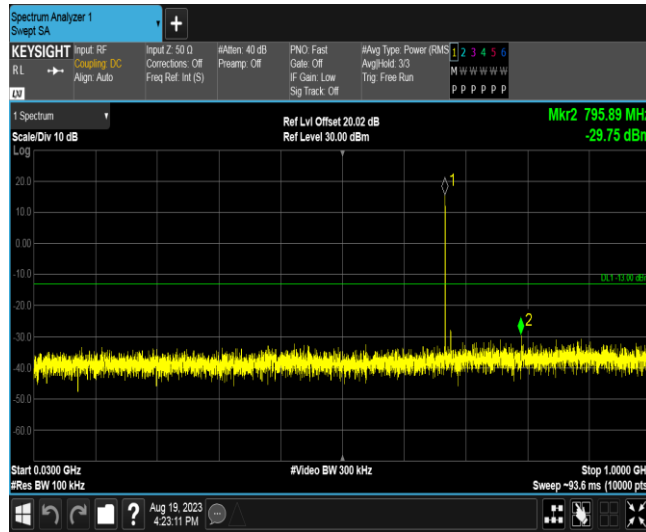 Spectrum Analyzer 1
Swept SA
+
KEYSIGHT
RL
LXI
Input: RF
Coupling: DC
Align: Auto
Input Z: 50 Ω
Corrections: Off
Freq Ref: Int (S)
#Atten: 40 dB
Preamp: Off
PNO: Fast
Gate: Off
IF Gain: Low
Sig Track: Off
#Avg Type: Power (RMS
Avg|Hold: 3/3
Trig: Free Run
1 2 3 4 5 6
M W W W W W
P P P P P P
1 Spectrum
Scale/Div 10 dB
Log
Ref Lvl Offset 20.02 dB
Ref Level 30.00 dBm
Mkr2 795.89 MHz
-29.75 dBm
20.0
10.0
0.00
-10.0
-20.0
-30.0
-40.0
-50.0
-60.0
1
DL1 -13.00 dBm
2
Start 0.0300 GHz
#Res BW 100 kHz
#Video BW 300 kHz
Stop 1.0000 GHz
Sweep ~93.6 ms (10000 pts
?
Aug 19, 2023
4:23:11 PM